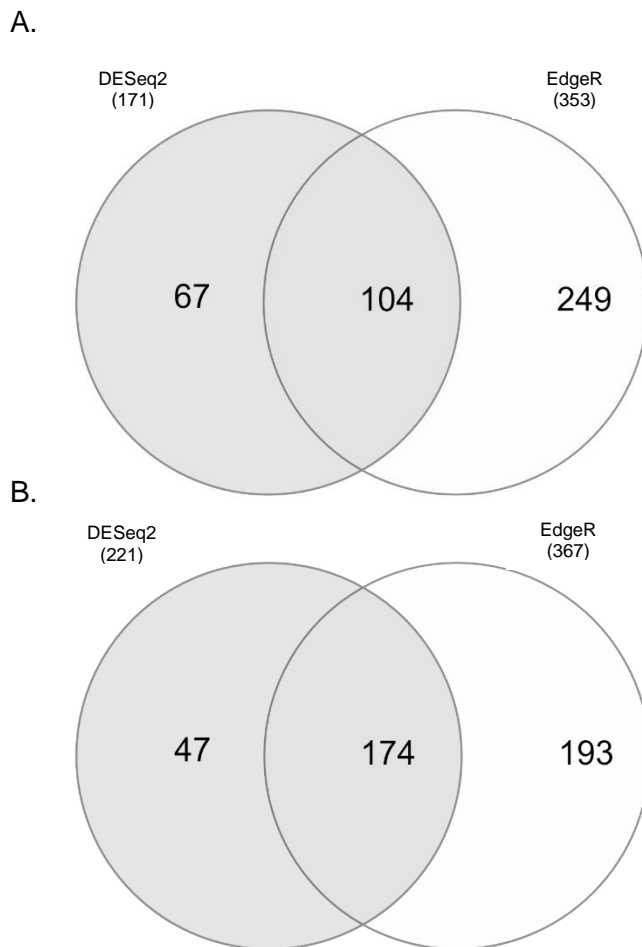 A.
DESeq2
(171)
EdgeR
(353)
67
104
249
B.
DESeq2
(221)
EdgeR
(367)
47
174
193